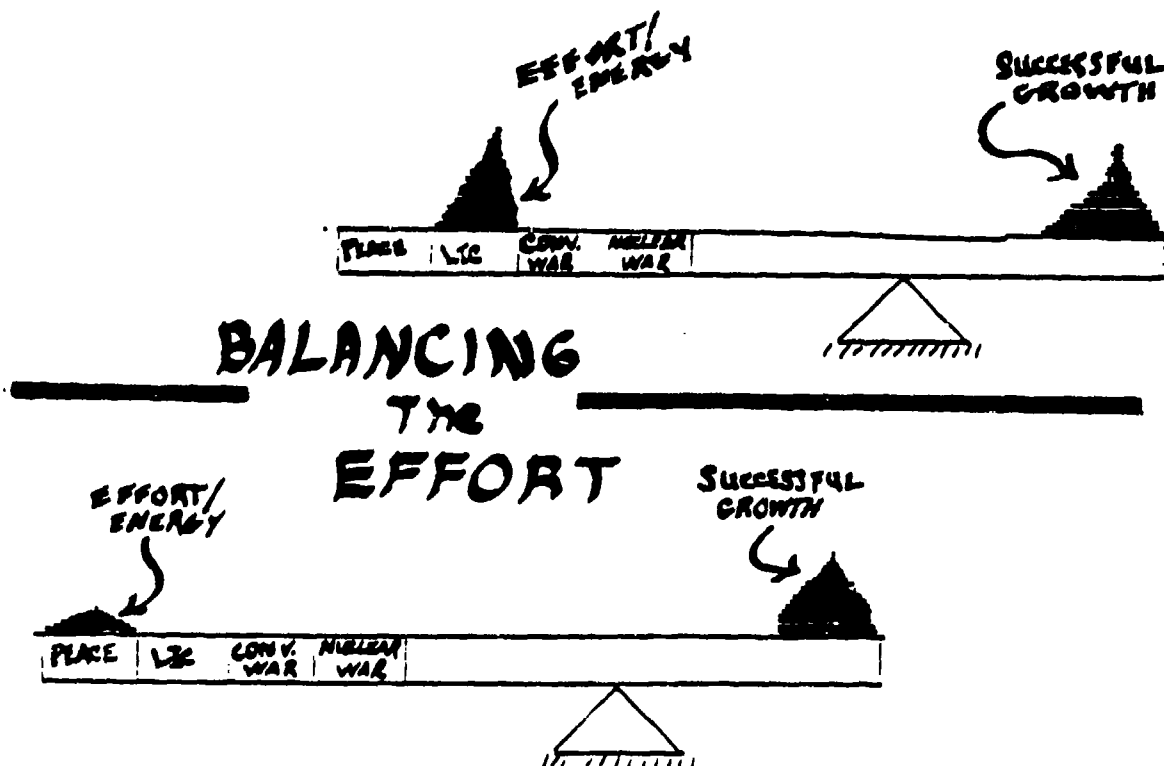 EFFORT/
ENERGY
SUCCESSFUL
GROWTH
PEACE
LIC
CONV.
WAR
NUCLEAR
WAR
BALANCING
The
EFFORT
EFFORT/
ENERGY
SUCCESSFUL
GROWTH
PEACE
LIC
CONV.
WAR
NUCLEAR
WAR